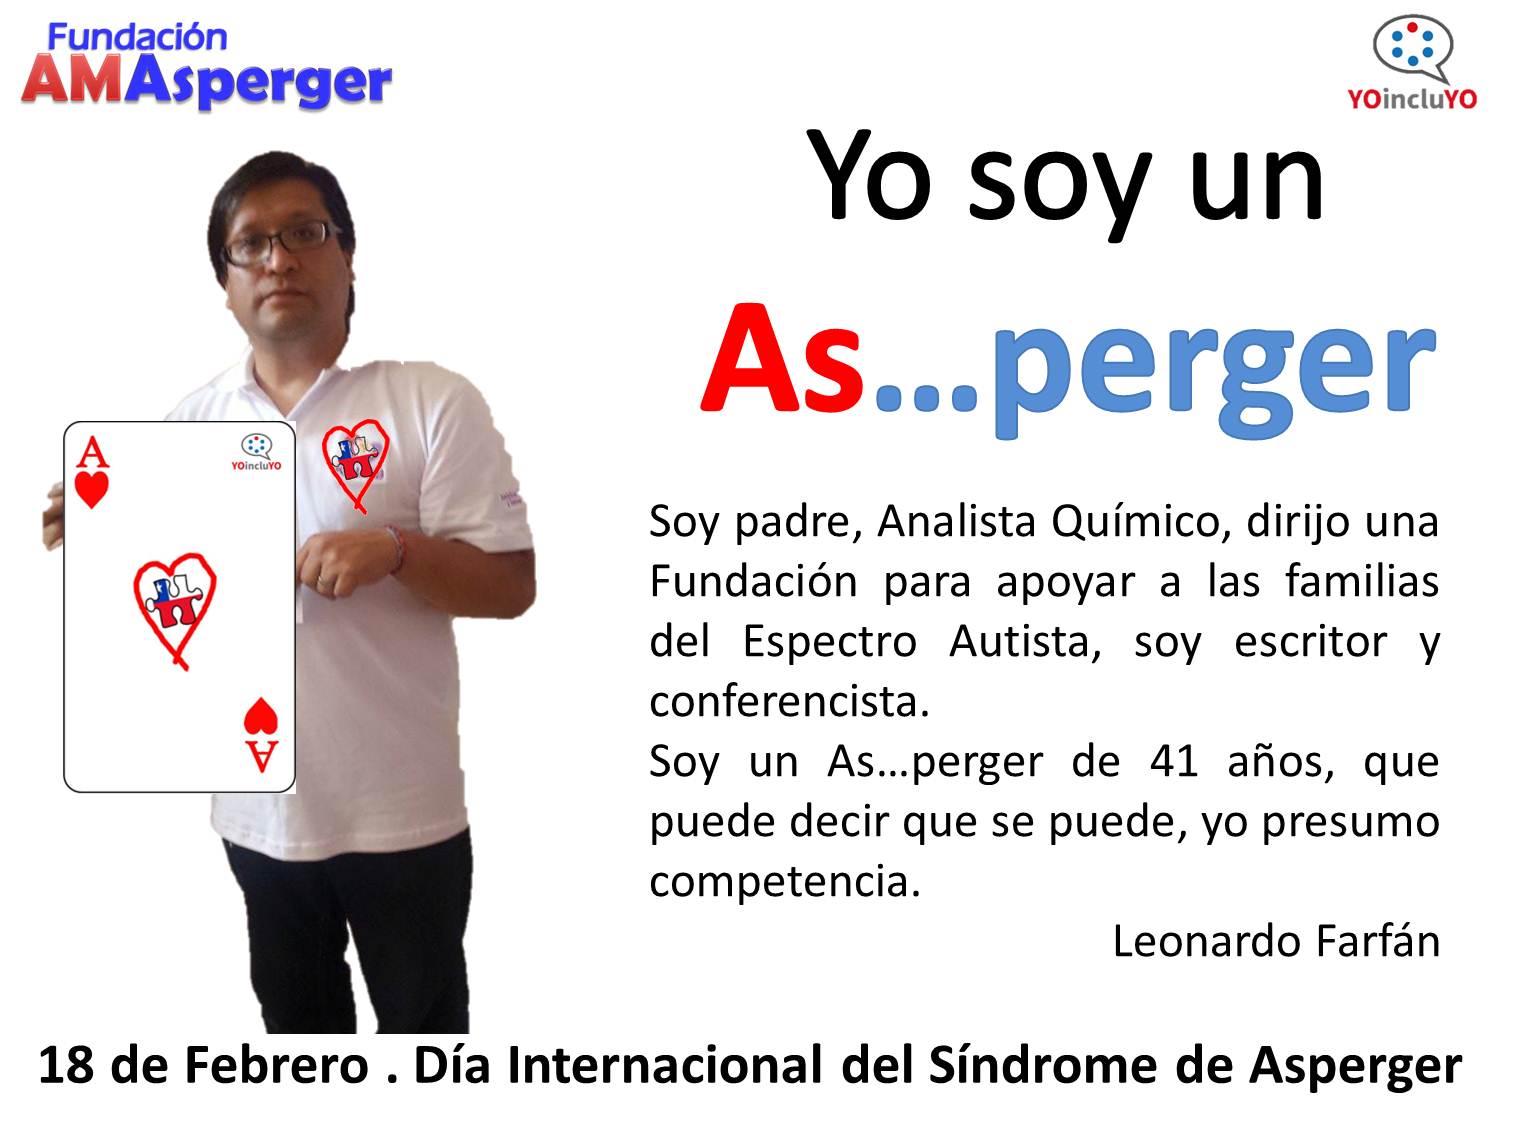 Fundación
AMAsperger
YOincluYO
Yo soy un
As...perger
A
YOincluYO
A
Soy padre, Analista Químico, dirijo una
Fundación para apoyar a las familias
del Espectro Autista, soy escritor y
conferencista.
Soy un As...perger de 41 años, que
puede decir que se puede, yo presumo
competencia.
Leonardo Farfán
18 de Febrero . Día Internacional del Síndrome de Asperger